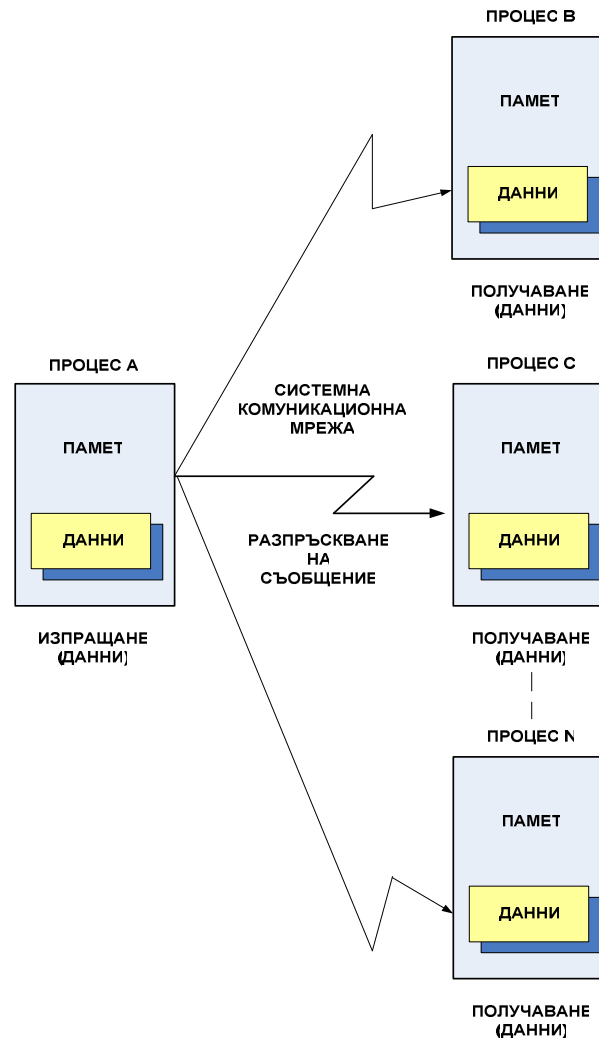 ПРОЦЕС B
ПАМЕТ
ДАННИ
ПОЛУЧАВАНЕ
(ДАННИ)
ПРОЦЕС A
ПАМЕТ
ДАННИ
ИЗПРАЩАНЕ
(ДАННИ)
СИСТЕМНА
КОМУНИКАЦИОННА
МРЕЖА
РАЗПРЪСКВАНЕ
НА
СЪОБЩЕНИЕ
ПРОЦЕС C
ПАМЕТ
ДАННИ
ПОЛУЧАВАНЕ
(ДАННИ)
ПРОЦЕС N
ПАМЕТ
ДАННИ
ПОЛУЧАВАНЕ
(ДАННИ)